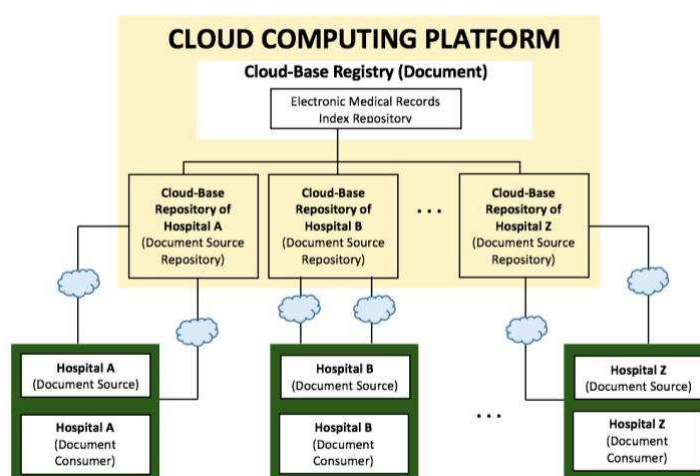 CLOUD COMPUTING PLATFORM
Cloud-Base Registry (Document)
Electronic Medical Records
Index Repository
Cloud-Base
Repository of
Hospital A
(Document Source
Repository)
Cloud-Base
Repository of
Hospital B
(Document Source
Repository)
...
Cloud-Base
Repository of
Hospital Z
(Document Source
Repository)
Hospital A
(Document Source)
Hospital A
(Document
Consumer)
Hospital B
(Document Source)
Hospital B
(Document
Consumer)
...
Hospital Z
(Document Source)
Hospital Z
(Document
Consumer)